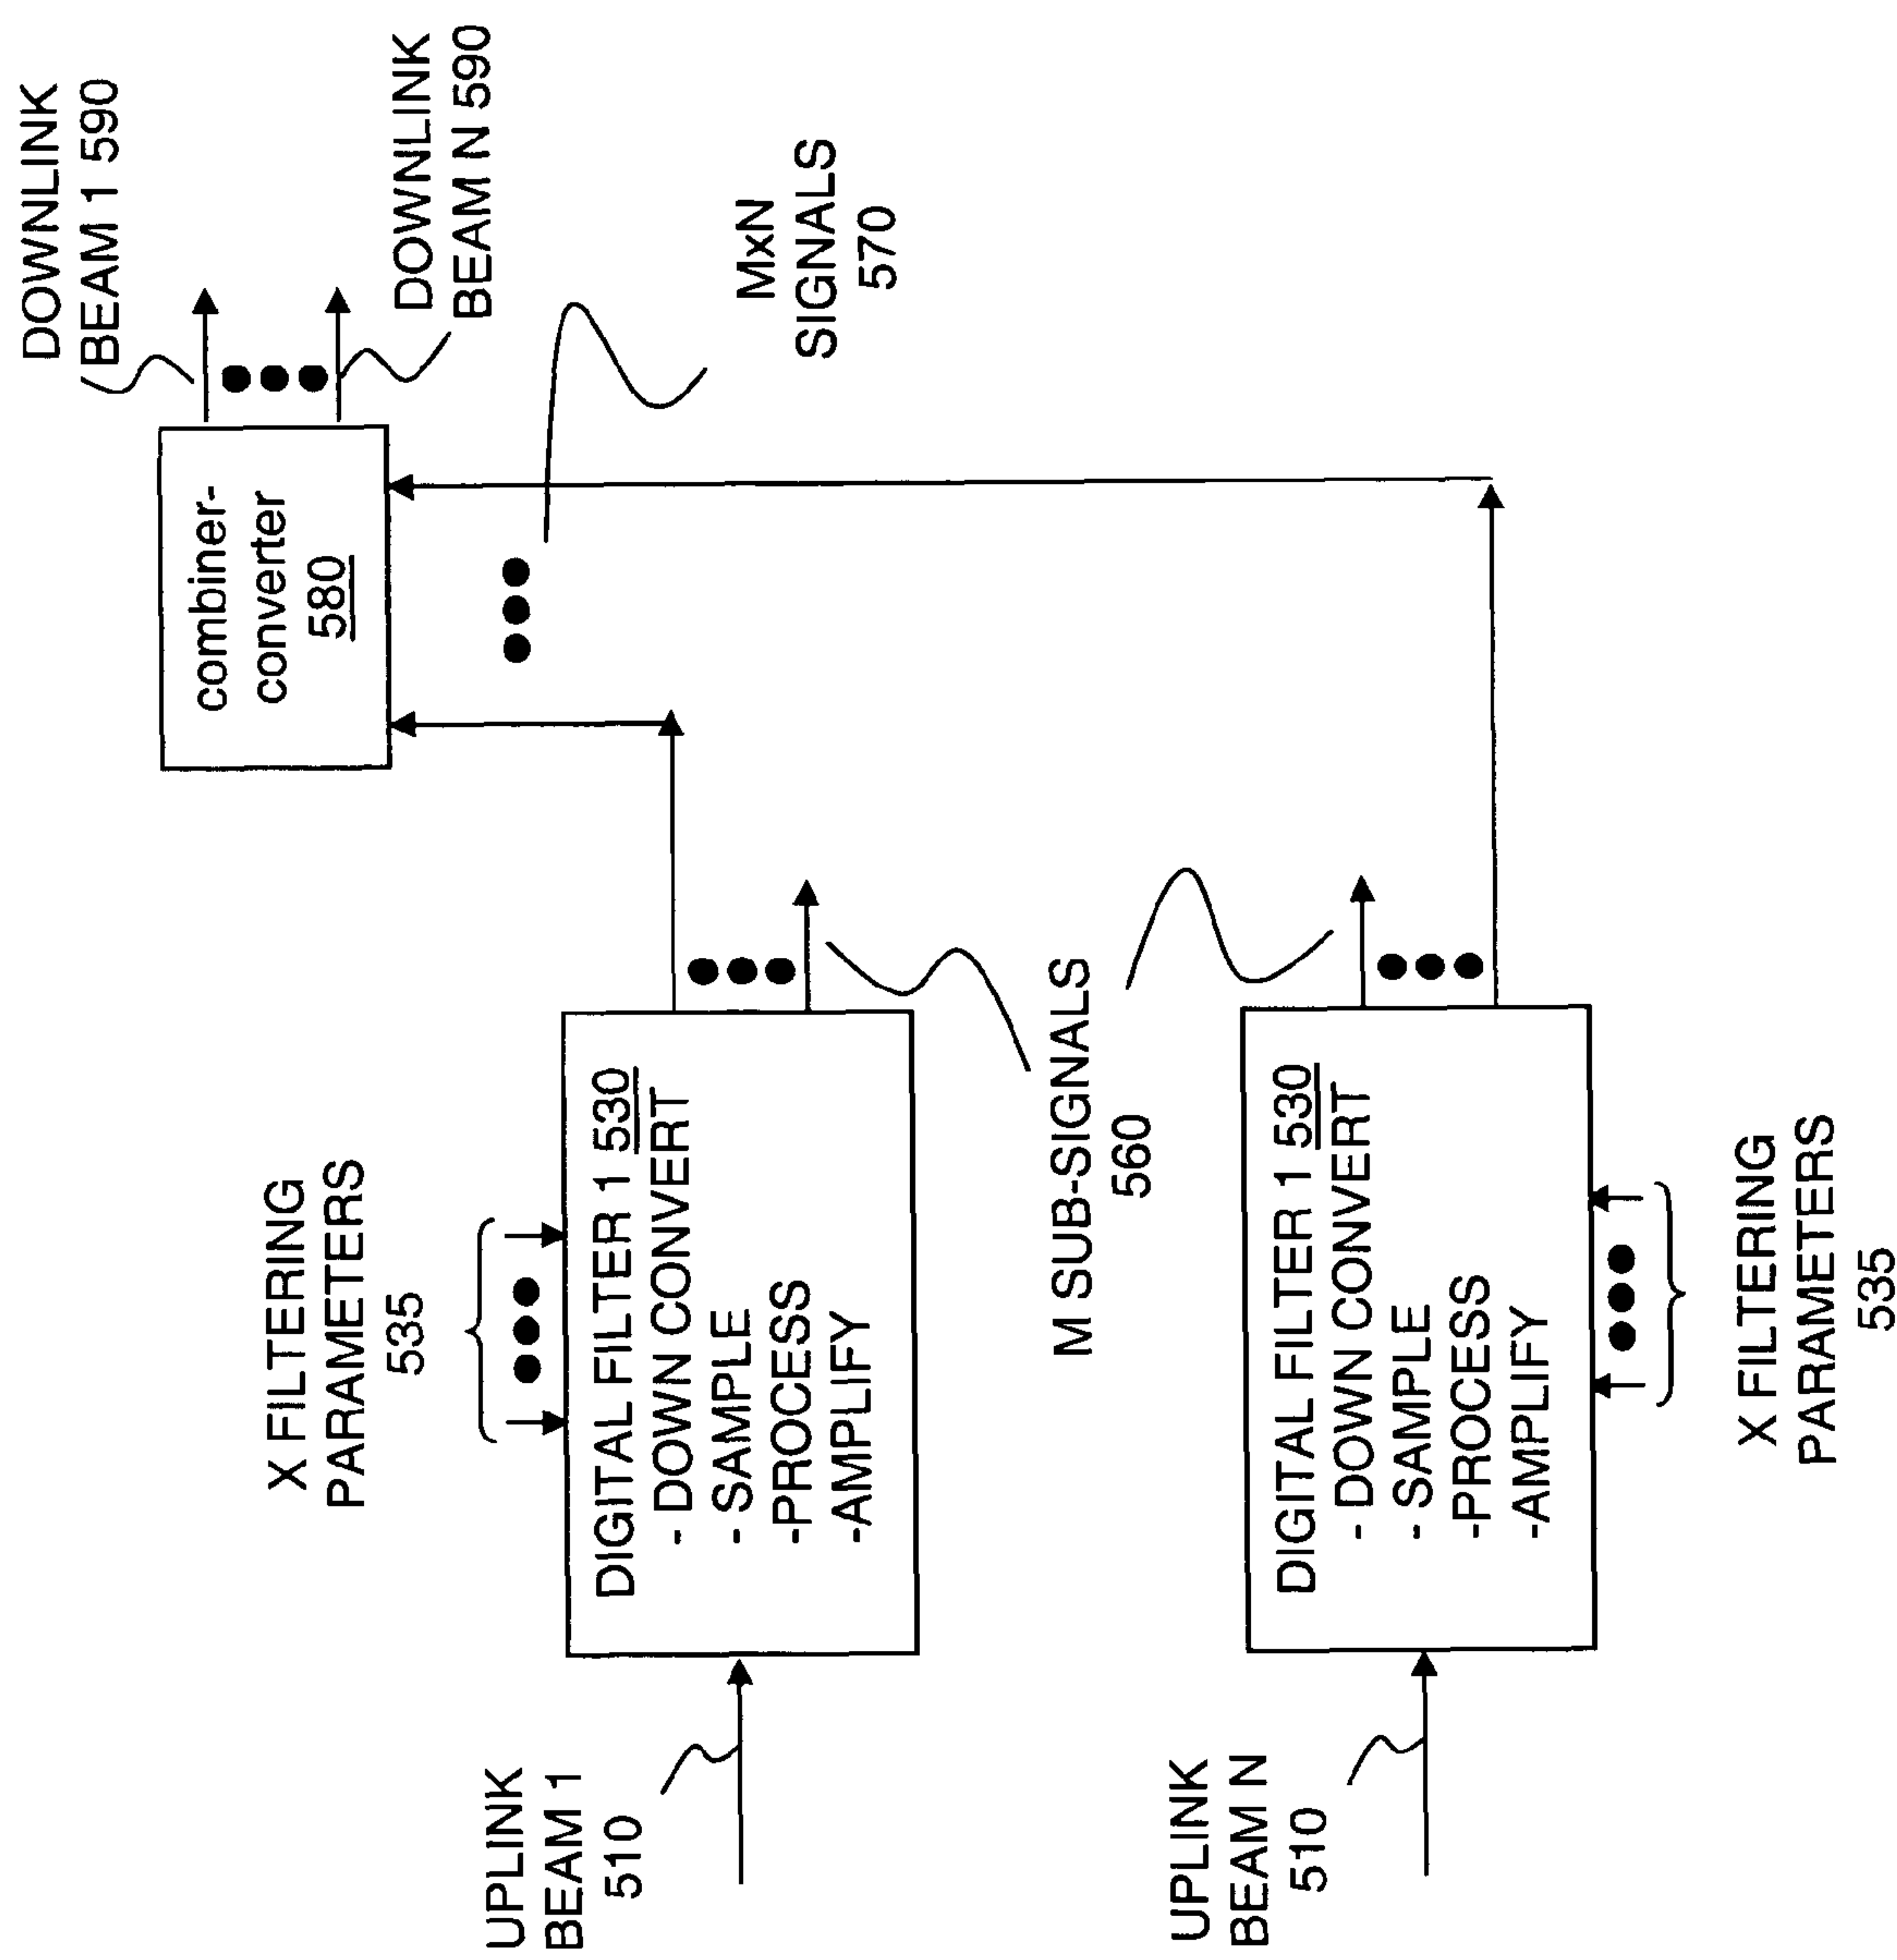 DOWNLINK
BEAM 1 590
DOWNLINK
BEAM N 590
combiner-
converter
580
MxN
SIGNALS
570
X FILTERING
PARAMETERS
535
UPLINK
BEAM 1
510
DIGITAL FILTER 1 530
- DOWN CONVERT
- SAMPLE
-PROCESS
-AMPLIFY
M SUB-SIGNALS
560
UPLINK
BEAM N
510
DIGITAL FILTER 1 530
- DOWN CONVERT
- SAMPLE
-PROCESS
-AMPLIFY
X FILTERING
PARAMETERS
535